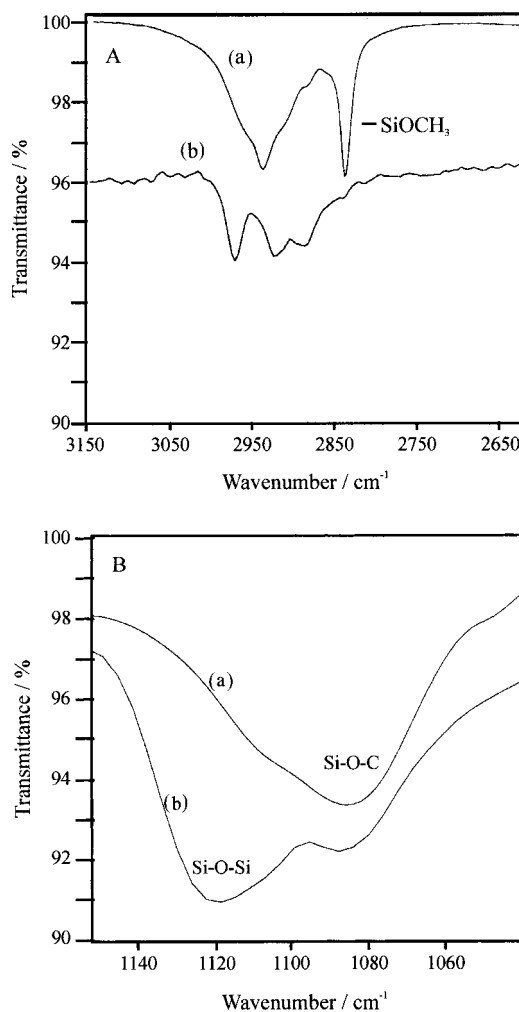 100
A
(a)
98
— SiOCH₃
(b)
96
94
92
90
3150 3050 2950 2850 2750 2650
Transmittance / %
Wavenumber / cm⁻¹
100
B
98
(a)
96
Si-O-C
94
(b)
92
Si-O-Si
90
1140 1120 1100 1080 1060
Transmittance / %
Wavenumber / cm⁻¹